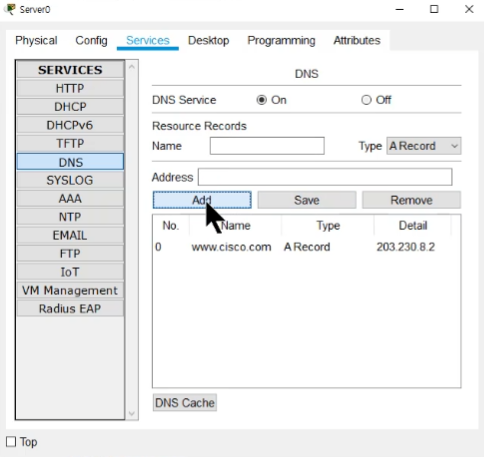 Server0
Physical Config Services Desktop Programming Attributes
SERVICES
HTTP
DHCP
DHCPv6
TFTP
DNS
SYSLOG
AAA
NTP
EMAIL
FTP
IoT
VM Management
Radius EAP
DNS
DNS Service On Off
Resource Records
Name Type A Record
Address
Add Save Remove
No. Name Type Detail
0 www.cisco.com A Record 203.230.8.2
DNS Cache
Top